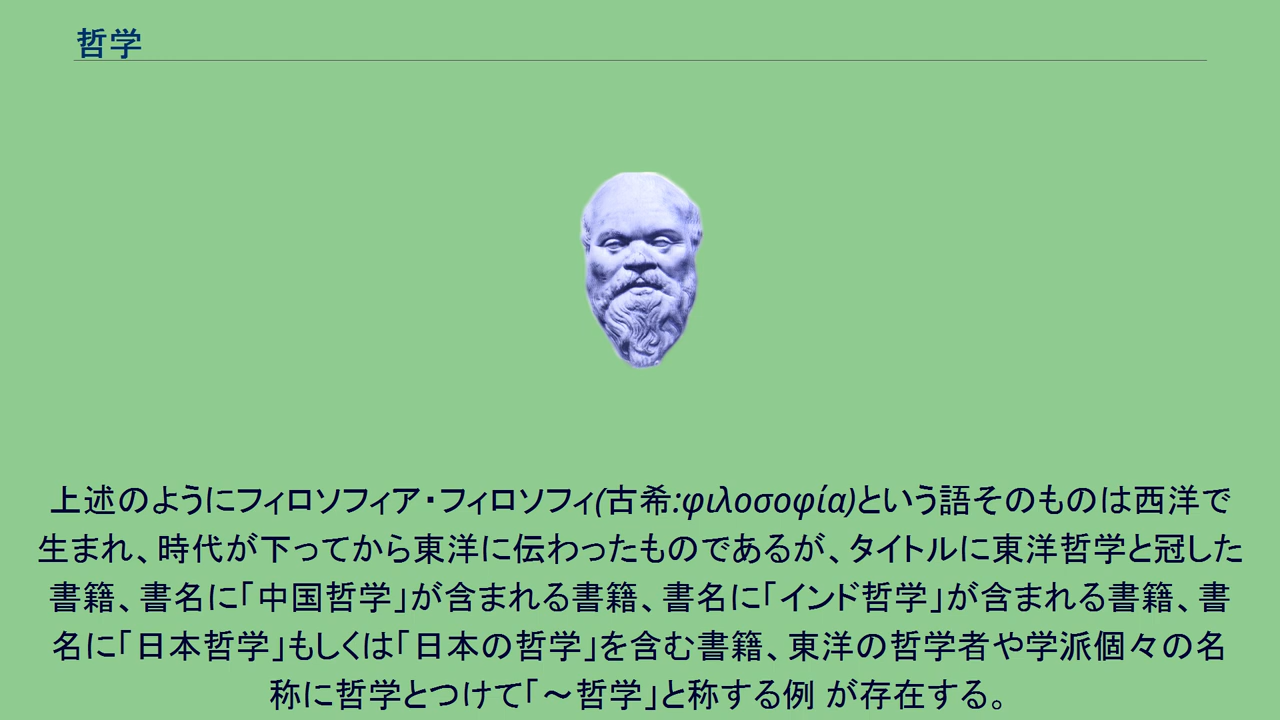 哲学
上述のようにフィロソフィア・フィロソフィ(古希:φιλοσοφία)という語そのものは西洋で
生まれ、時代が下ってから東洋に伝わったものであるが、タイトルに東洋哲学と冠した
書籍、書名に「中国哲学」が含まれる書籍、書名に「インド哲学」が含まれる書籍、書
名に「日本哲学」もしくは「日本の哲学」を含む書籍、東洋の哲学者や学派個々の名
称に哲学とつけて「～哲学」と称する例 が存在する。